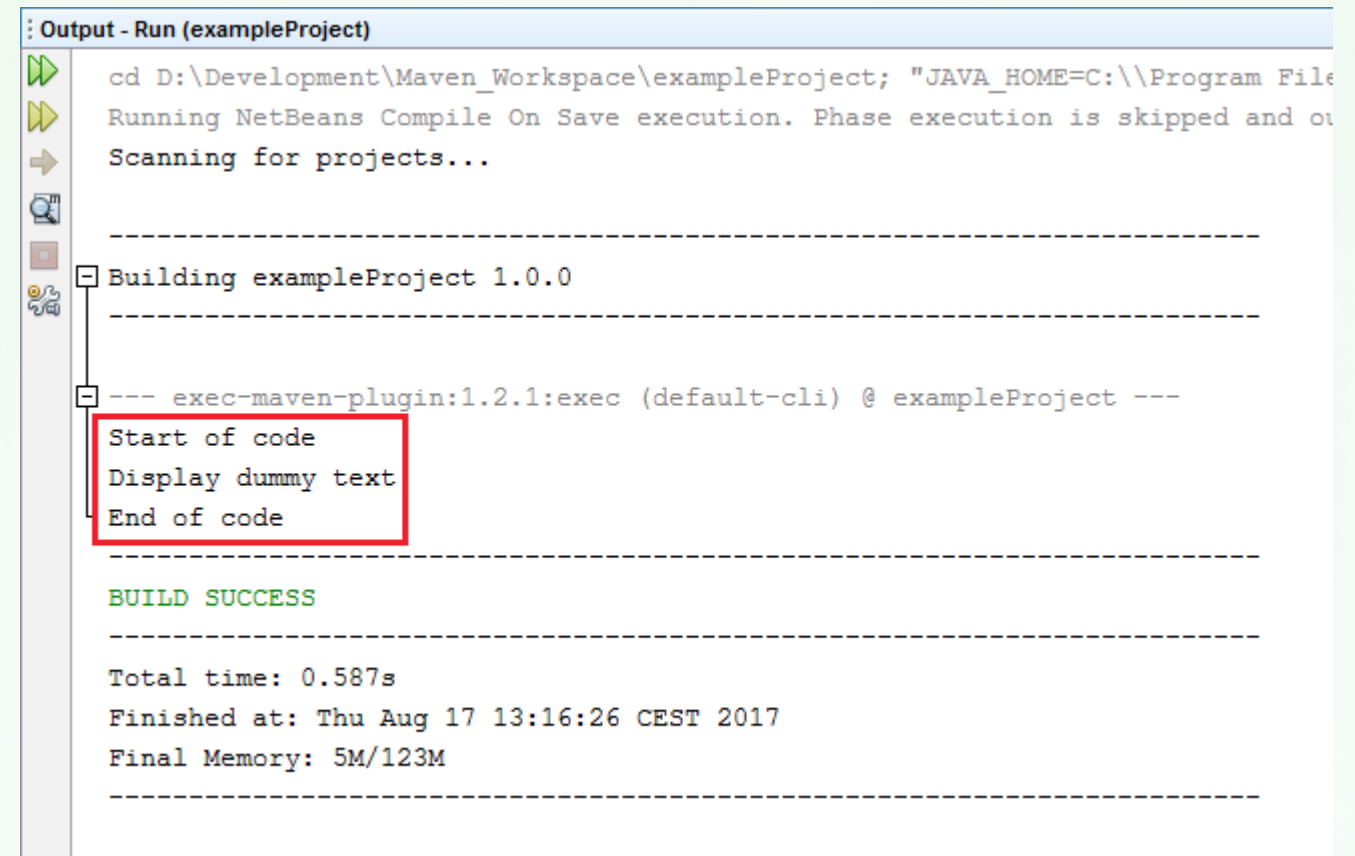 Output - Run (exampleProject)
cd D:\Development\Maven_Workspace\exampleProject; "JAVA_HOME=C:\\Program File
Running NetBeans Compile On Save execution. Phase execution is skipped and ou
Scanning for projects...
------------------------------------------------------------------------
Building exampleProject 1.0.0
------------------------------------------------------------------------
--- exec-maven-plugin:1.2.1:exec (default-cli) @ exampleProject ---
Start of code
Display dummy text
End of code
------------------------------------------------------------------------
BUILD SUCCESS
------------------------------------------------------------------------
Total time: 0.587s
Finished at: Thu Aug 17 13:16:26 CEST 2017
Final Memory: 5M/123M
------------------------------------------------------------------------